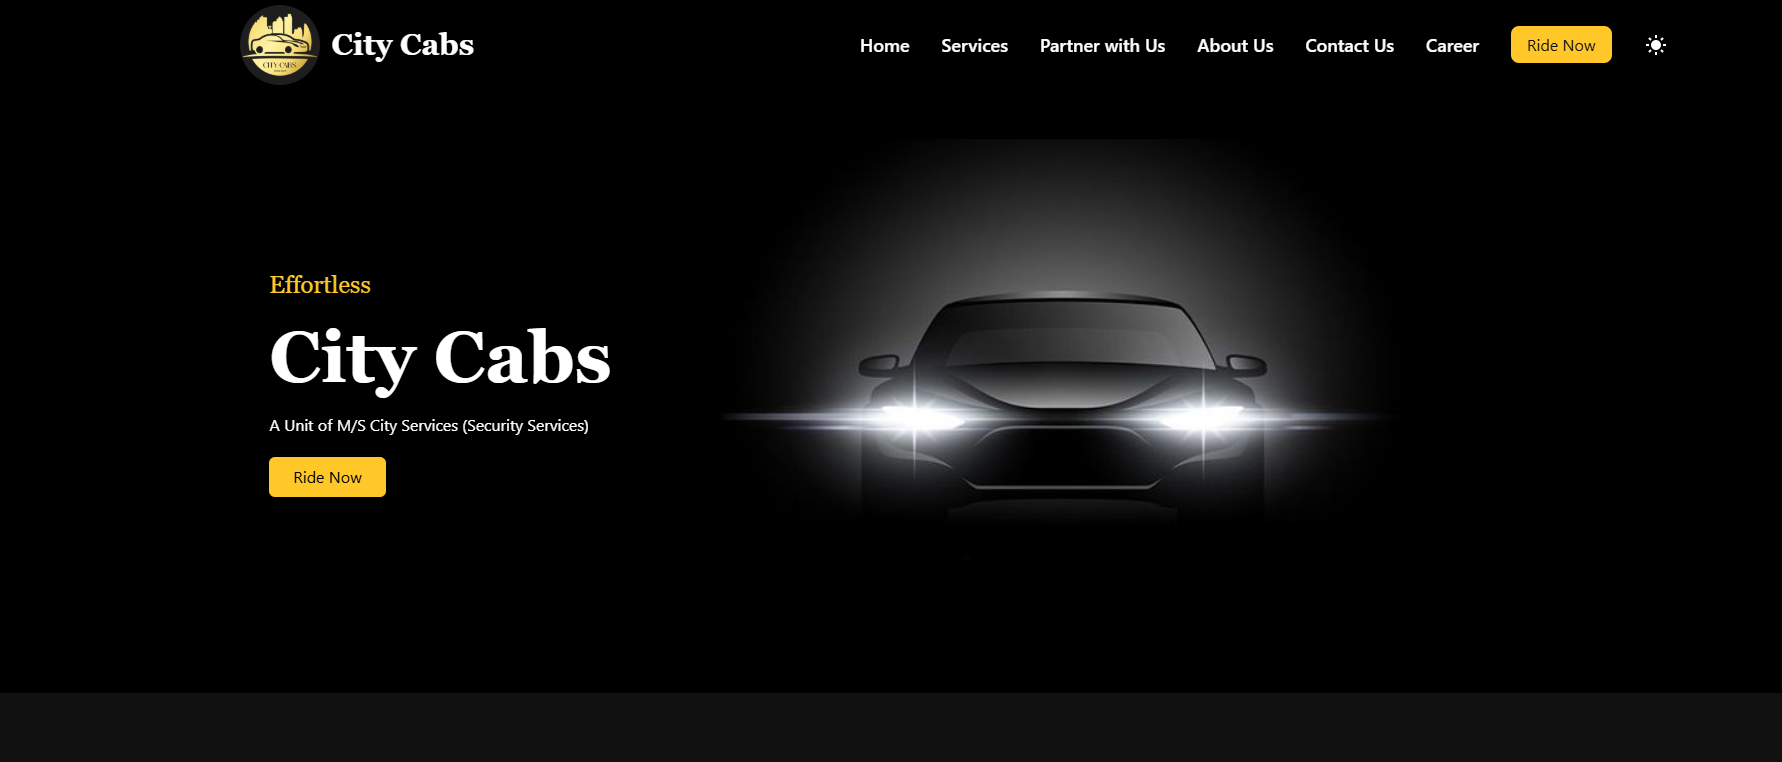 CITY CABS
City Cabs
Home
Services
Partner with Us
About Us
Contact Us
Career
Ride Now
Effortless
City Cabs
A Unit of M/S City Services (Security Services)
Ride Now